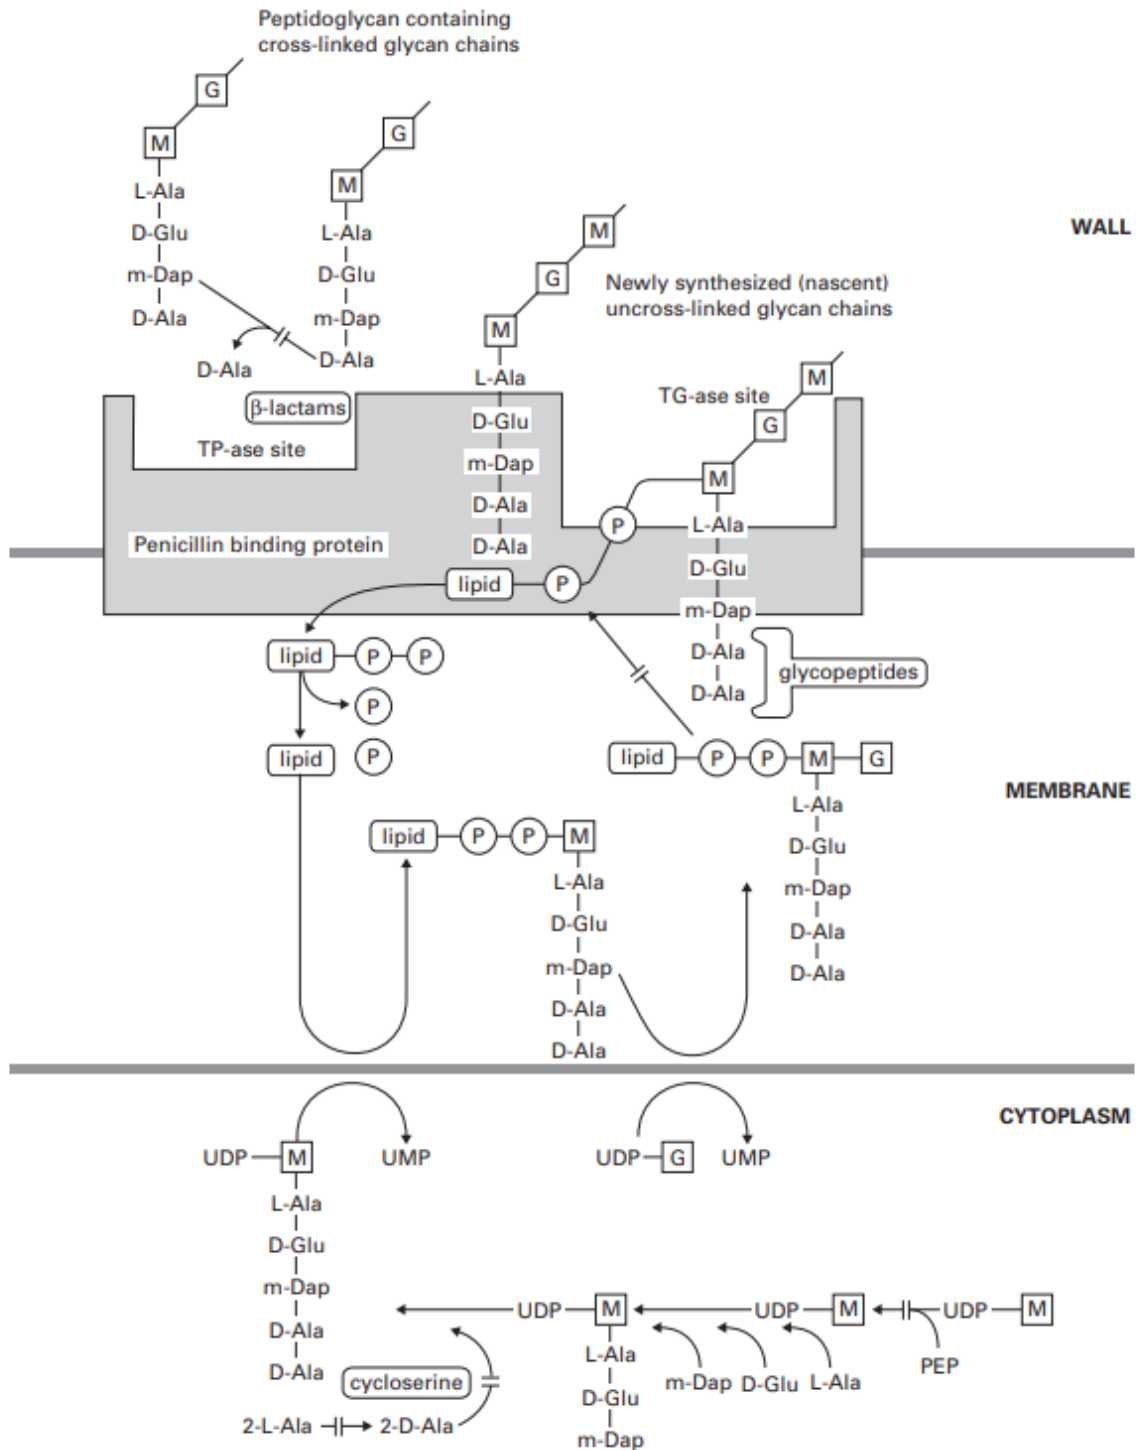 Peptidoglycan containing
cross-linked glycan chains
G
M
L-Ala
D-Glu
m-Dap
D-Ala
D-Ala
G
M
L-Ala
D-Glu
m-Dap
D-Ala
β-lactams
TP-ase site
Penicillin binding protein
M
G
M
L-Ala
D-Glu
m-Dap
D-Ala
D-Ala
WALL
Newly synthesized (nascent)
uncross-linked glycan chains
TG-ase site
M
G
M
P
L-Ala
D-Glu
m-Dap
D-Ala
D-Ala
glycopeptides
lipid P
lipid P P
P
lipid P
lipid P P M G
L-Ala
D-Glu
m-Dap
D-Ala
D-Ala
MEMBRANE
lipid P P M
L-Ala
D-Glu
m-Dap
D-Ala
D-Ala
CYTOPLASM
UDP M UMP
L-Ala
D-Glu
m-Dap
D-Ala
D-Ala
UDP G UMP
UDP M UDP M UDP M
L-Ala
D-Glu
m-Dap
m-Dap D-Glu L-Ala PEP
cycloserine
2-L-Ala 2-D-Ala